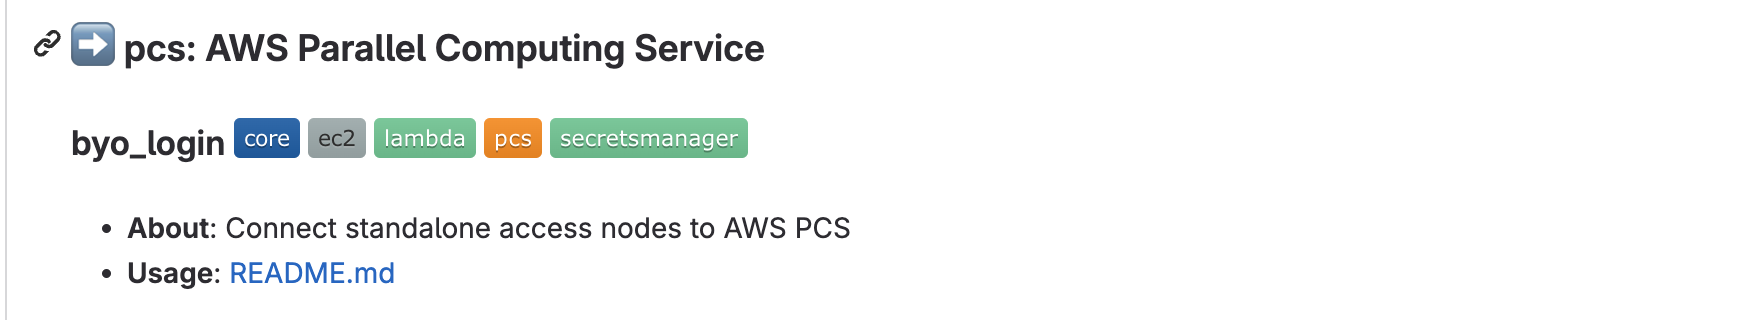 ➡️ pcs: AWS Parallel Computing Service
byo_login core ec2 lambda pcs secretsmanager
• About: Connect standalone access nodes to AWS PCS
• Usage: README.md